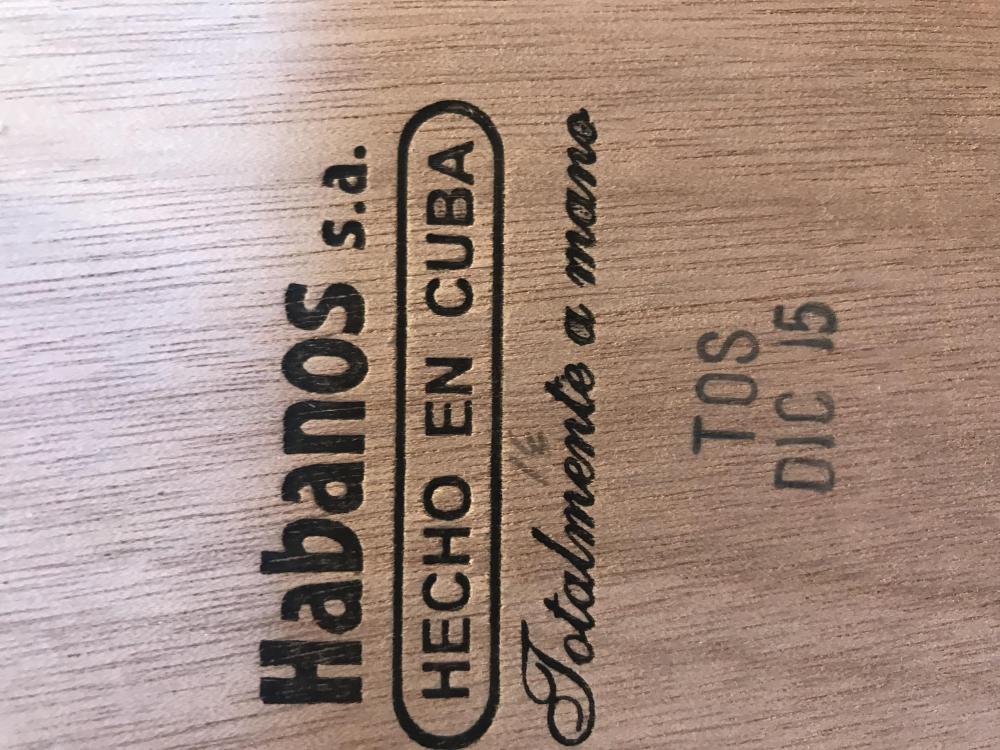 Habanos s.a.
HECHO EN CUBA
Totalmente a mano
TOS
DIC 15